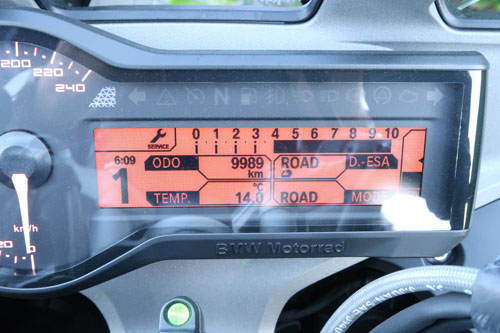 200
220
240
N
SERVICE
0 1 2 3 4 5 6 7 8 9 10
6:09 ODO 9989 ROAD D.-ESA
km
1
°C
TEMP. 14.0 ROAD MODE
km/h
0
BMW Motorrad